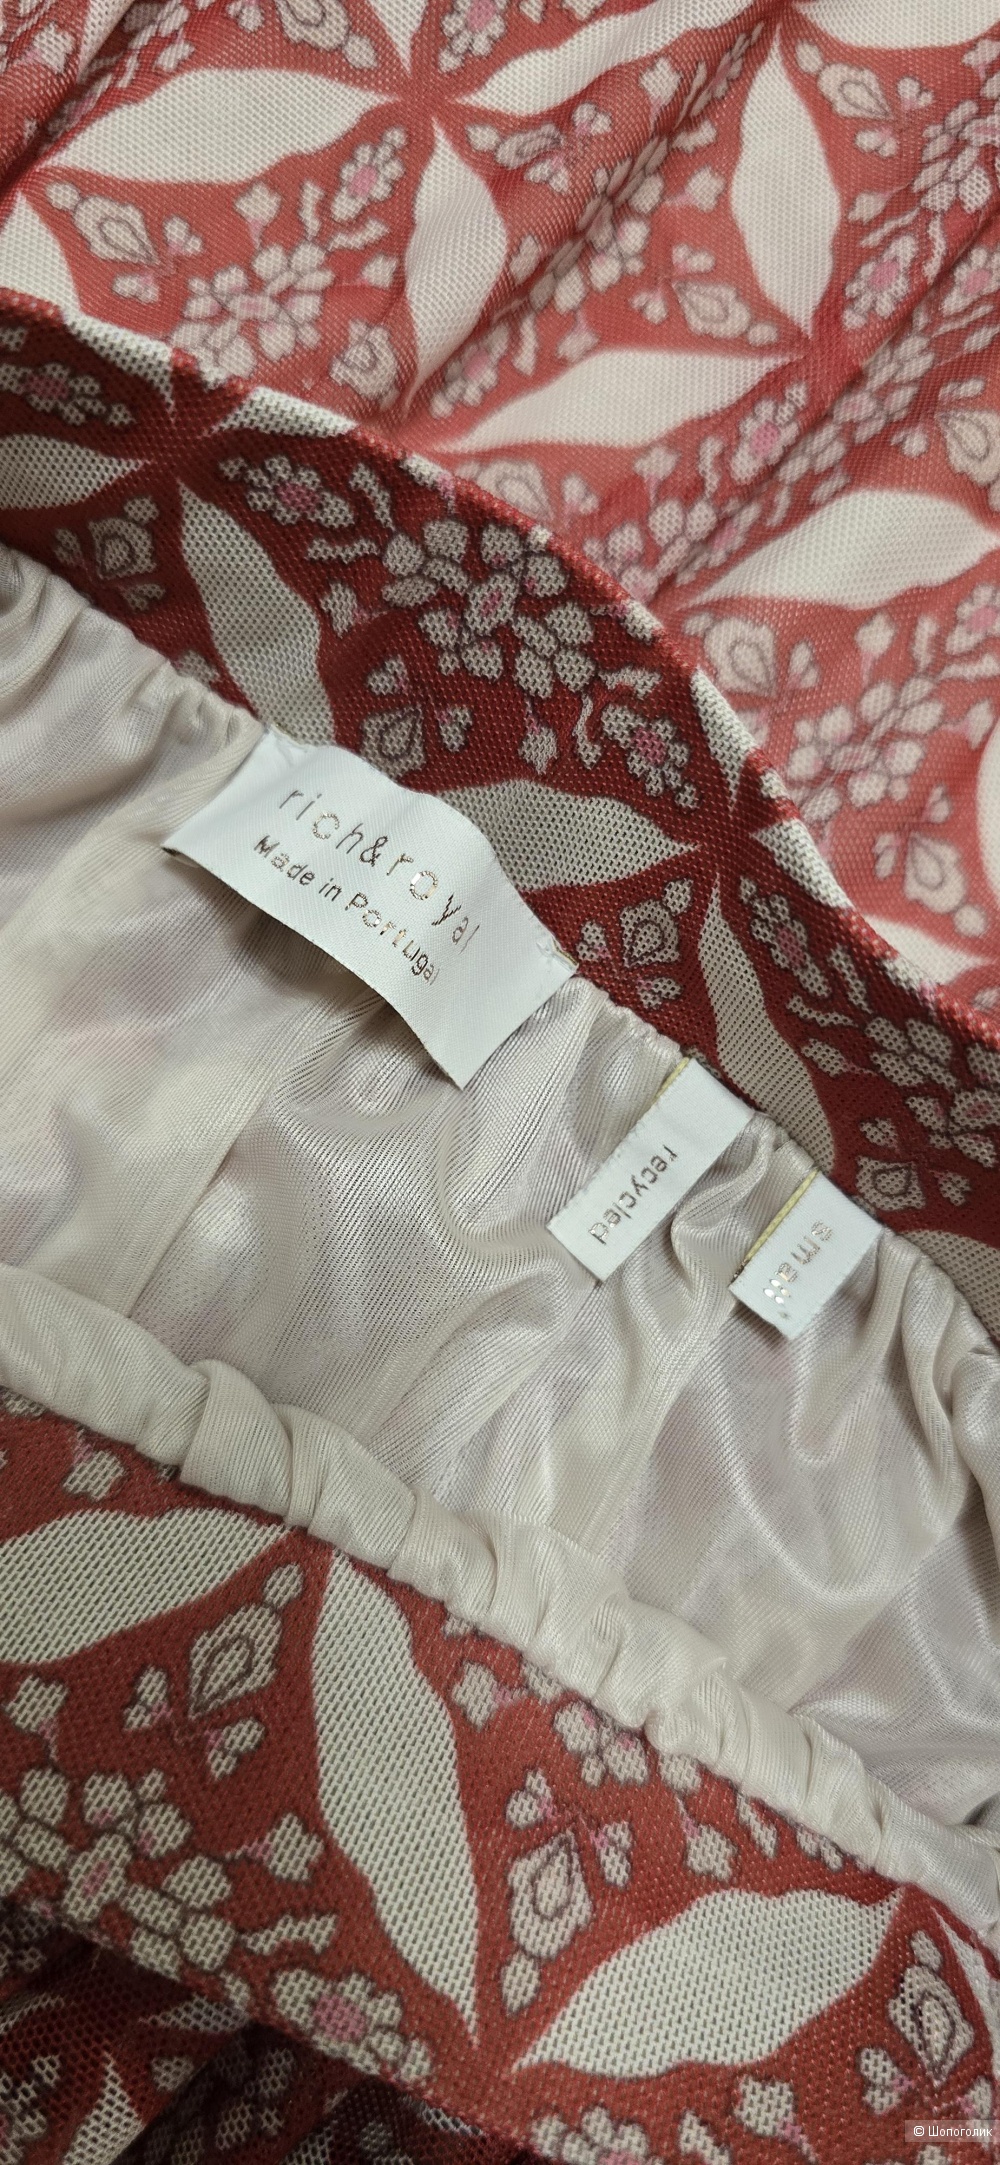 rich&royal
Made in Portugal
recycled
small
© Шопоголик